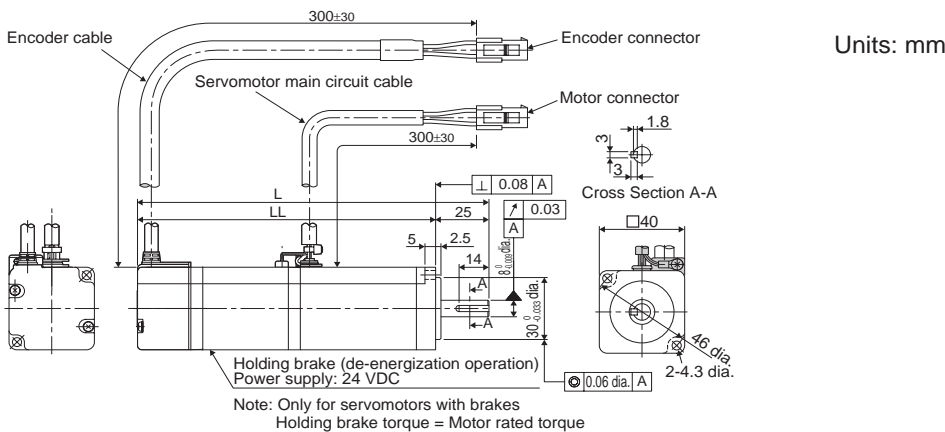 300±30
Encoder cable
Encoder connector
Units: mm
Servomotor main circuit cable
Motor connector
300±30
1.8
3
3
Cross Section A-A
L
⊥ 0.08 A
LL
25
↗ 0.03
A
□40
5
2.5
14
8 0 -0.009 dia.
A
A
30 0 -0.033 dia.
46 dia.
2-4.3 dia.
Holding brake (de-energization operation)
Power supply: 24 VDC
◎ 0.06 dia. A
Note: Only for servomotors with brakes
Holding brake torque = Motor rated torque